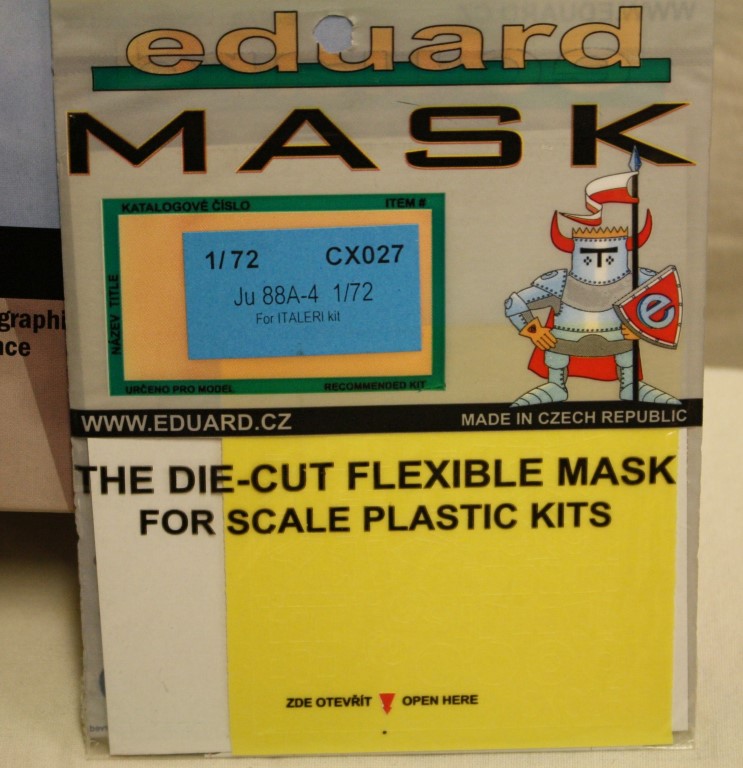 eduard
MASK
KATALOGOVÉ ČÍSLO ITEM #
1/72 CX027
Ju 88A-4 1/72
For ITALERI kit
NÁZEV TITLE
URČENO PRO MODEL RECOMMENDED KIT
e
WWW.EDUARD.CZ MADE IN CZECH REPUBLIC
THE DIE-CUT FLEXIBLE MASK
FOR SCALE PLASTIC KITS
ZDE OTEVŘÍT OPEN HERE
graphi
nce